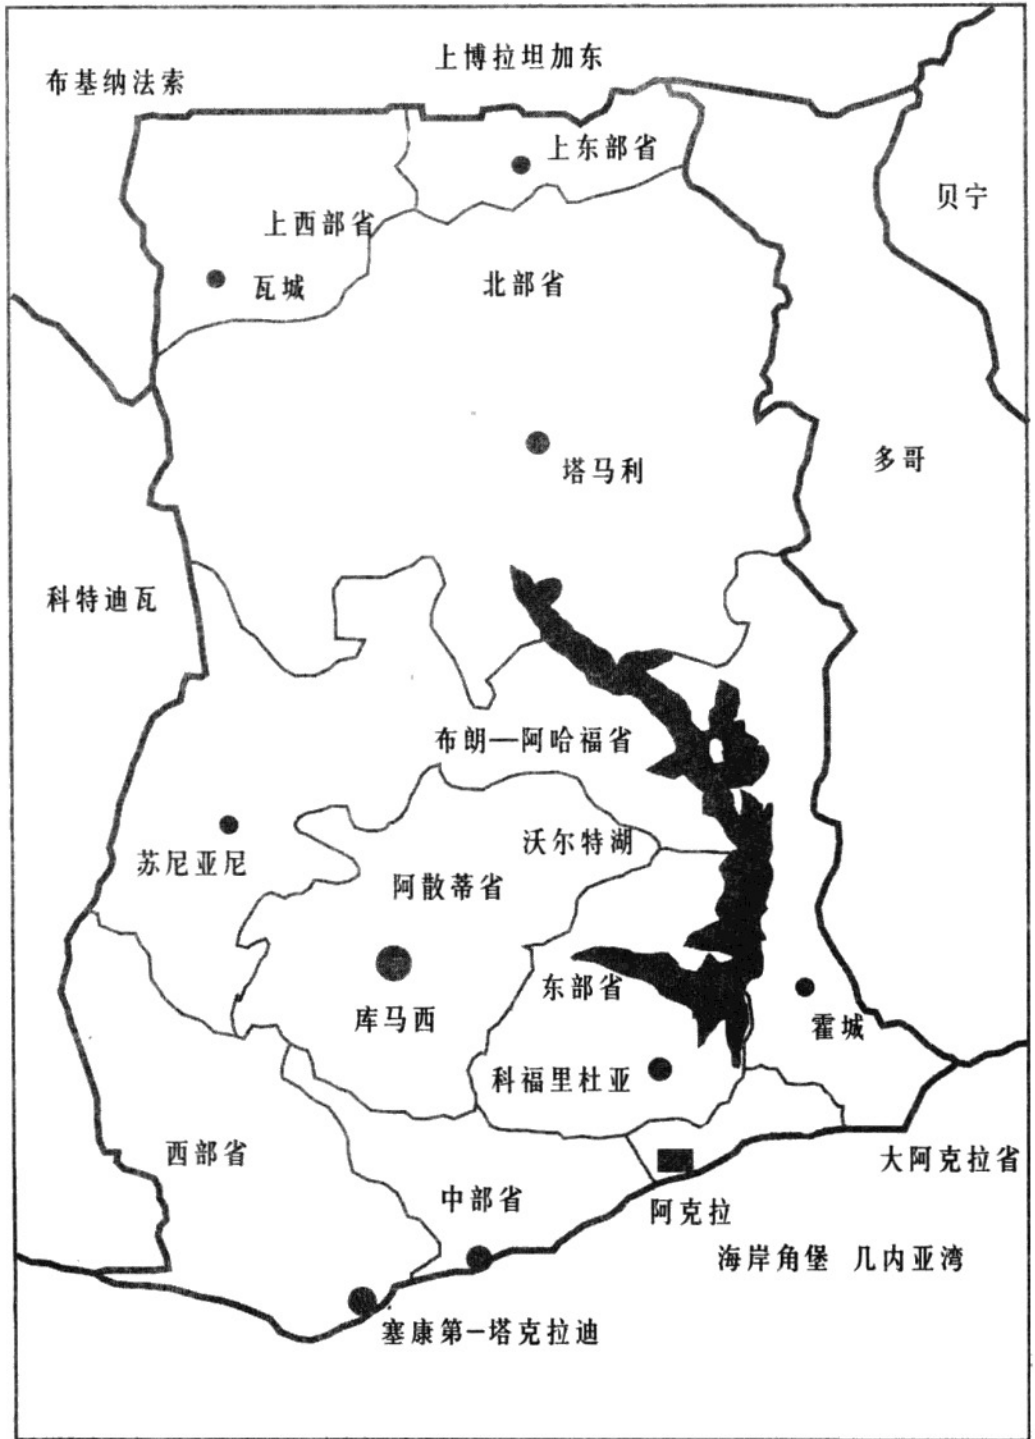 上博拉坦加东
布基纳法索
上东部省
贝宁
上西部省
瓦城
北部省
多哥
塔马利
科特迪瓦
布朗—阿哈福省
沃尔特湖
苏尼亚尼
阿散蒂省
东部省
库马西
霍城
科福里杜亚
西部省
大阿克拉省
中部省
阿克拉
海岸角堡 几内亚湾
塞康第-塔克拉迪